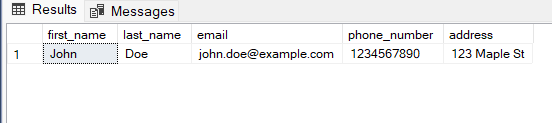 Results Messages
first_name last_name email phone_number address
1 John Doe john.doe@example.com 1234567890 123 Maple St